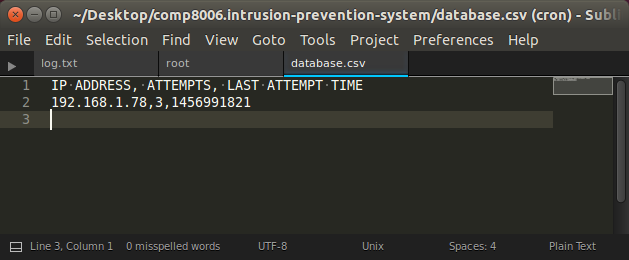 ~/Desktop/comp8006.intrusion-prevention-system/database.csv (cron) - Subl
File Edit Selection Find View Goto Tools Project Preferences Help
log.txt root database.csv
1 IP ADDRESS, ATTEMPTS, LAST ATTEMPT TIME
2 192.168.1.78,3,1456991821
3
Line 3, Column 1 0 misspelled words UTF-8 Unix Spaces: 4 Plain Text